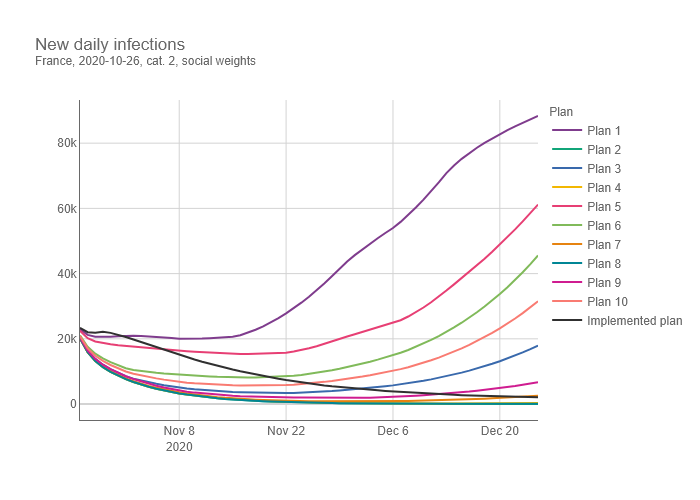 New daily infections
France, 2020-10-26, cat. 2, social weights
Plan
Plan 1
Plan 2
Plan 3
Plan 4
Plan 5
Plan 6
Plan 7
Plan 8
Plan 9
Plan 10
Implemented plan
80k
60k
40k
20k
0
Nov 8
2020
Nov 22
Dec 6
Dec 20